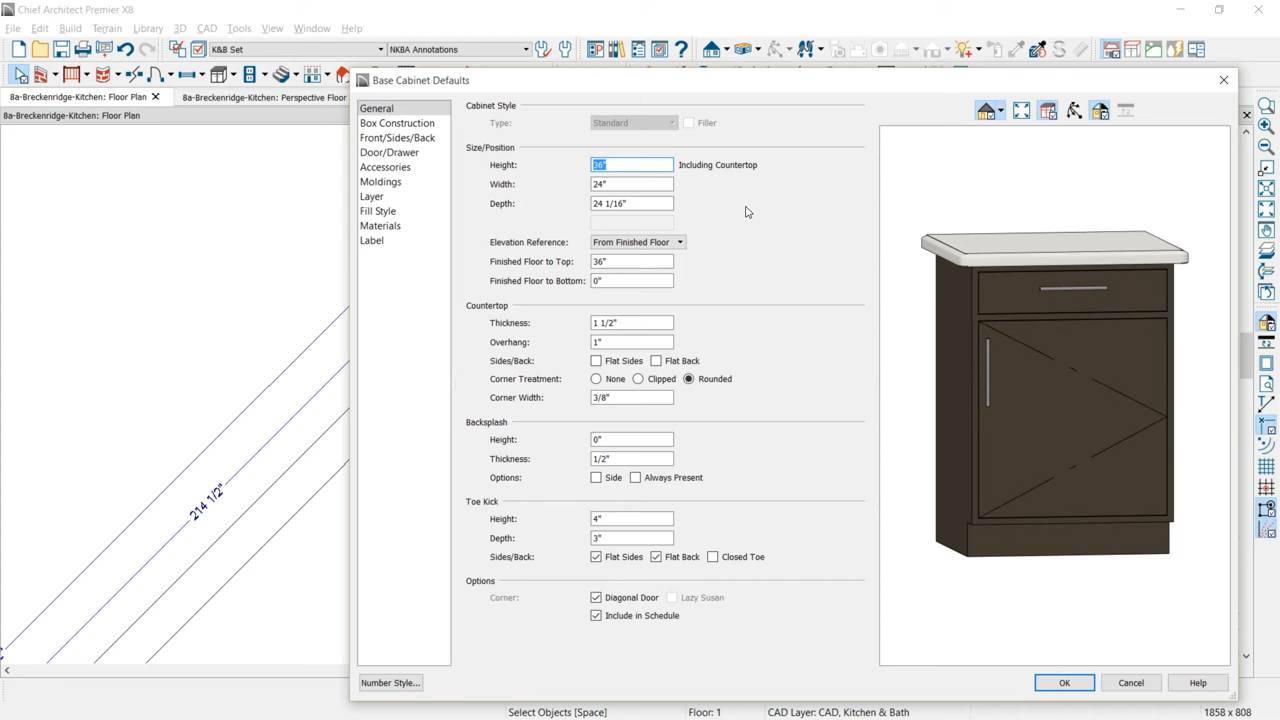 Chief Architect Premier X8
File Edit Build Terrain Library 3D CAD Tools View Window Help
K&B Set NKBA Annotations
8a-Breckenridge-Kitchen: Floor Plan 8a-Breckenridge-Kitchen: Perspective Floor
8a-Breckenridge-Kitchen: Floor Plan
214 1/2"
Base Cabinet Defaults
General
Box Construction
Front/Sides/Back
Door/Drawer
Accessories
Moldings
Layer
Fill Style
Materials
Label
Cabinet Style
Type: Standard Filler
Size/Position
Height: 36" Including Countertop
Width: 24"
Depth: 24 1/16"
Elevation Reference: From Finished Floor
Finished Floor to Top: 36"
Finished Floor to Bottom: 0"
Countertop
Thickness: 1 1/2"
Overhang: 1"
Sides/Back: Flat Sides Flat Back
Corner Treatment: None Clipped Rounded
Corner Width: 3/8"
Backsplash
Height: 0"
Thickness: 1/2"
Options: Side Always Present
Toe Kick
Height: 4"
Depth: 3"
Sides/Back: Flat Sides Flat Back Closed Toe
Options
Corner: Diagonal Door Lazy Susan
Include in Schedule
Number Style... OK Cancel Help
Select Objects [Space] Floor: 1 CAD Layer: CAD, Kitchen & Bath 1858 x 808